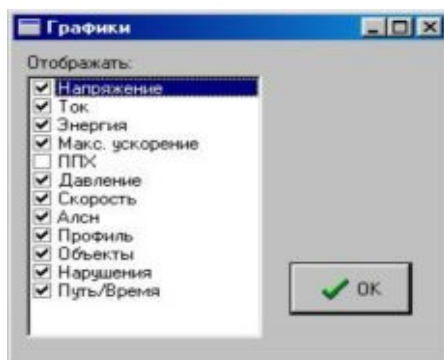 Графики
Отображать:
Напряжение
Ток
Энергия
Макс. ускорение
ППХ
Давление
Скорость
Алсн
Профиль
Объекты
Нарушения
Путь/Время
OK